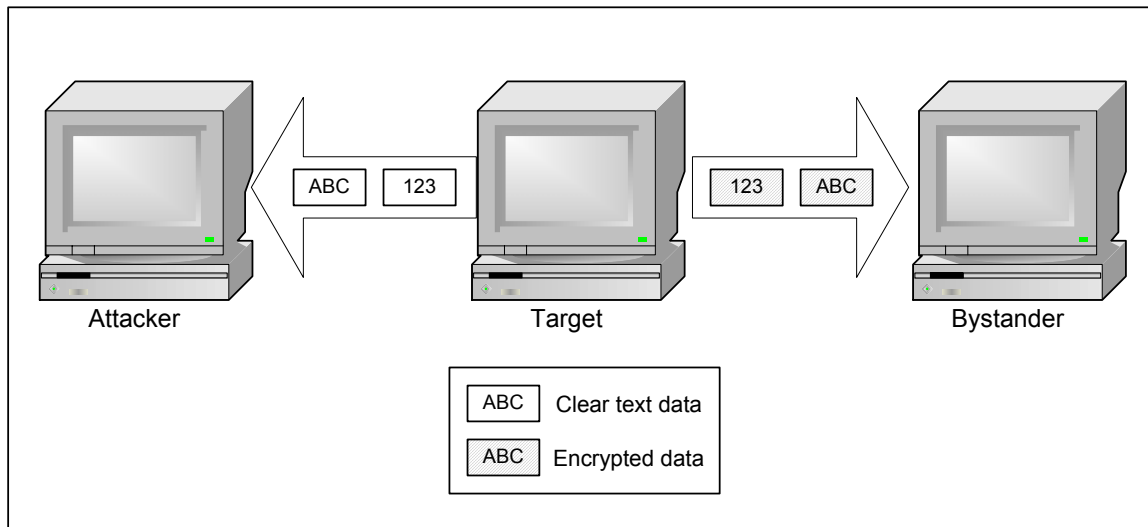 ABC 123 123 ABC
Attacker Target Bystander
ABC Clear text data
ABC Encrypted data